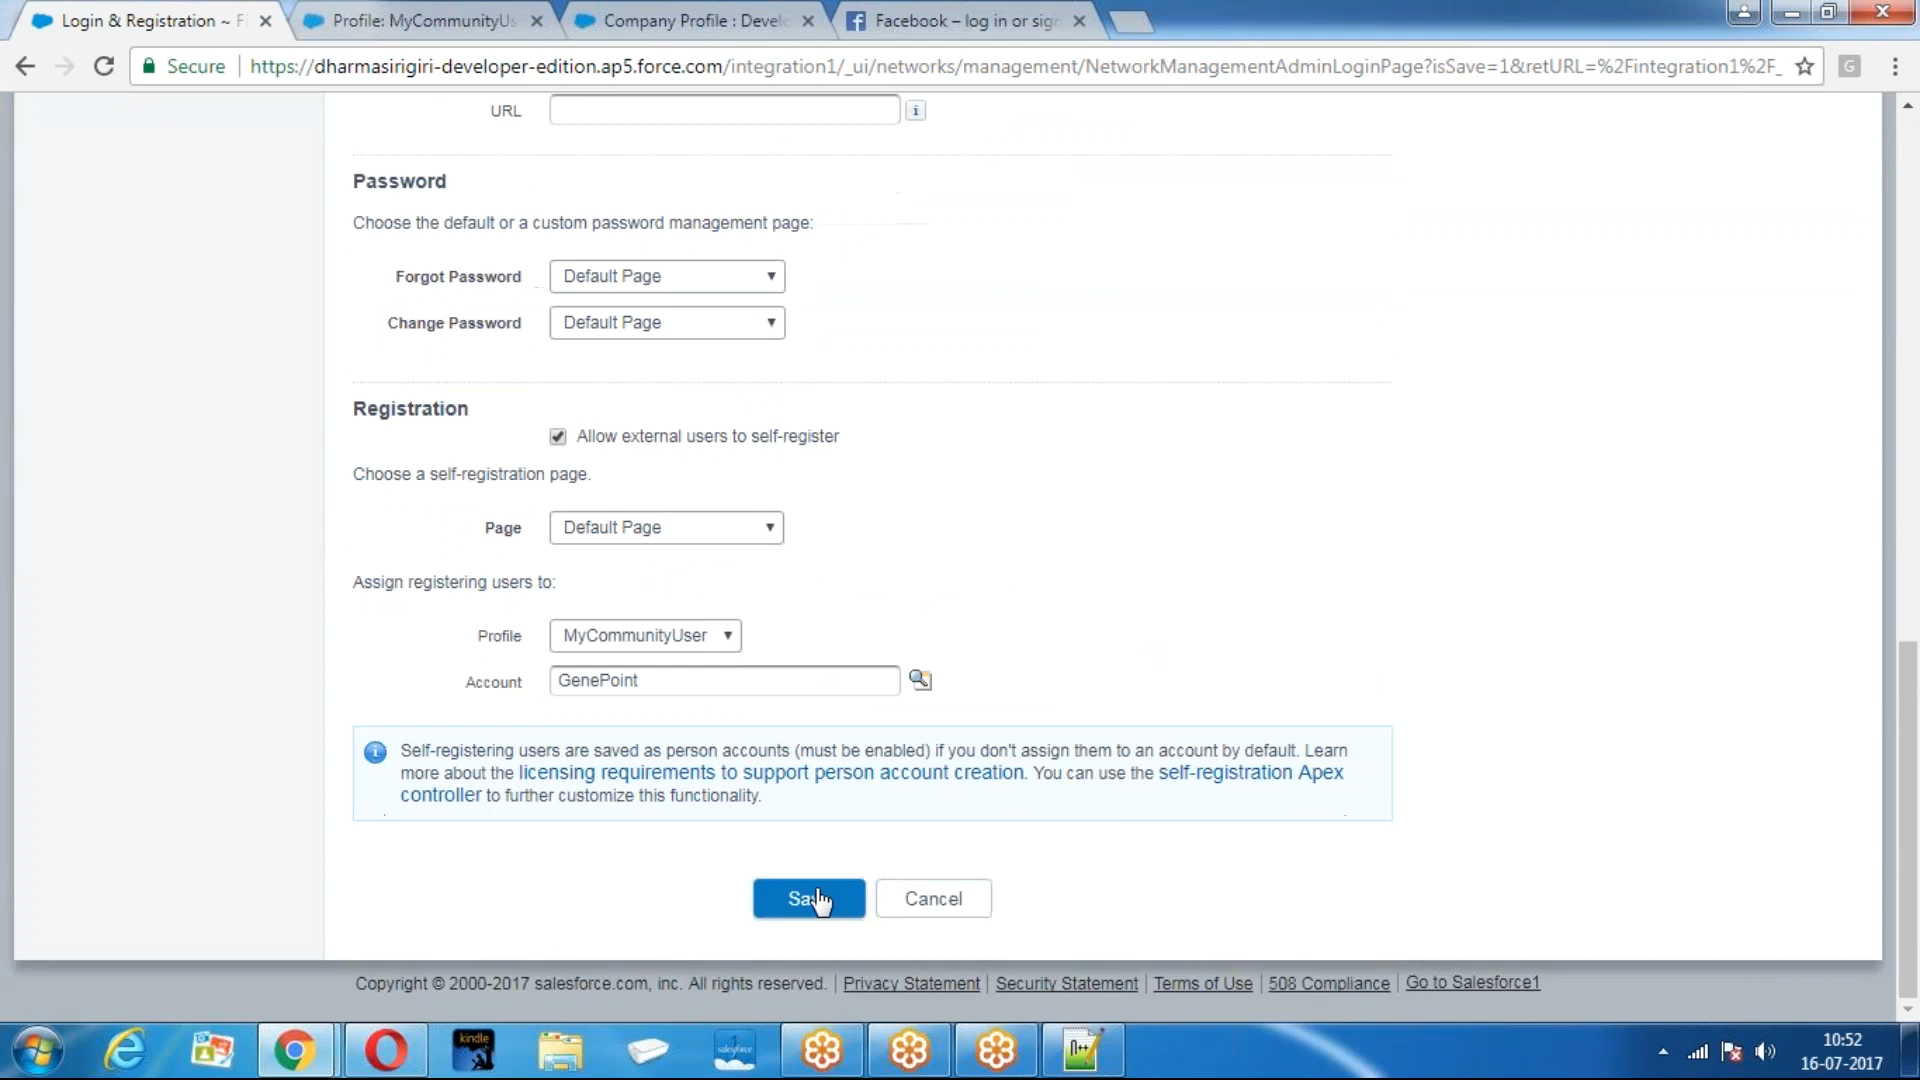 Login & Registration ~ Fi
Profile: MyCommunityUs
Company Profile : Develo
Facebook – log in or sign
Secure
https://dharmasirigiri-developer-edition.ap5.force.com/integration1/_ui/networks/management/NetworkManagementAdminLoginPage?isSave=1&retURL=%2Fintegration1%2F_
G
URL
i
Password
Choose the default or a custom password management page:
Forgot Password
Default Page
Change Password
Default Page
Registration
Allow external users to self-register
Choose a self-registration page.
Page
Default Page
Assign registering users to:
Profile
MyCommunityUser
Account
GenePoint
Self-registering users are saved as person accounts (must be enabled) if you don't assign them to an account by default. Learn
more about the licensing requirements to support person account creation. You can use the self-registration Apex
controller to further customize this functionality.
Cancel
Copyright © 2000-2017 salesforce.com, inc. All rights reserved. | Privacy Statement | Security Statement | Terms of Use | 508 Compliance | Go to Salesforce1
kindle
salesforce
10:52
16-07-2017